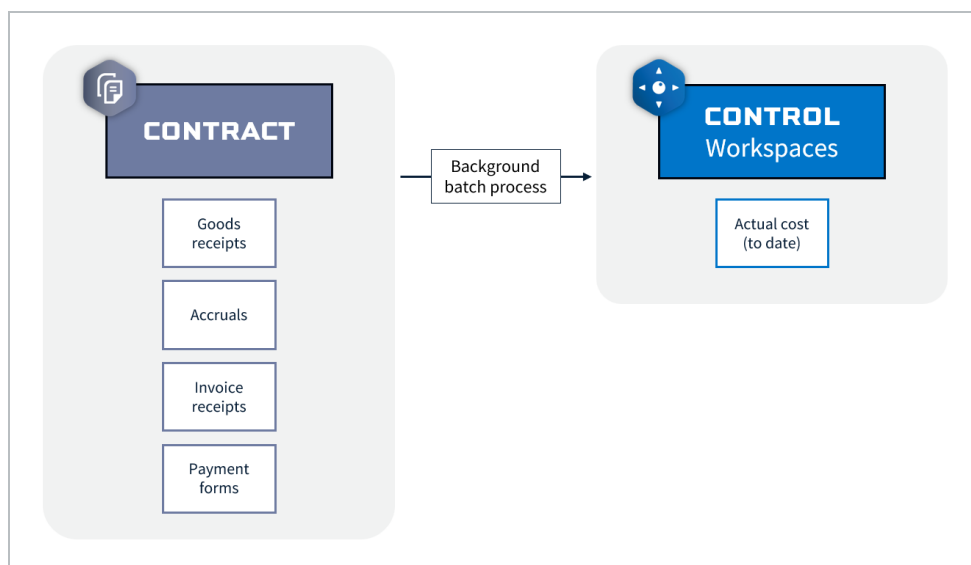 CONTRACT
Goods
receipts
Accruals
Invoice
receipts
Payment
forms
Background
batch process
CONTROL
Workspaces
Actual cost
(to date)